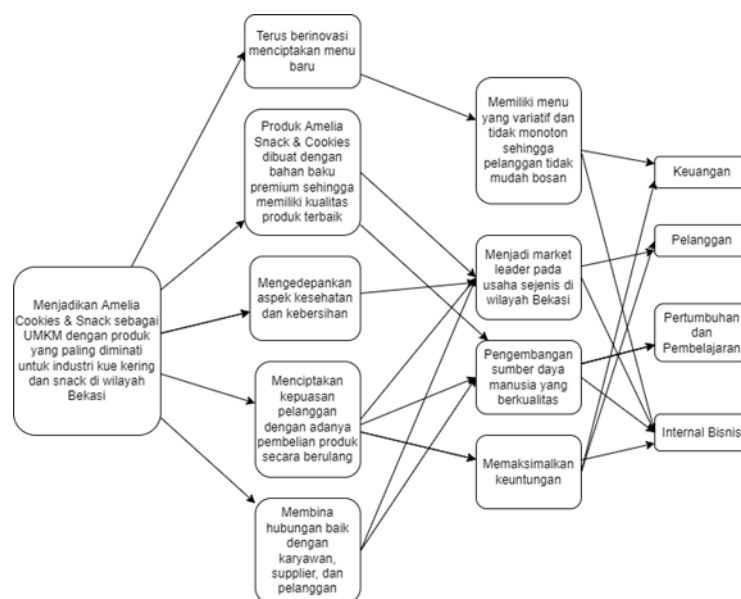 Menjadikan Amelia
Cookies & Snack sebagai
UMKM dengan produk
yang paling diminati
untuk industri kue kering
dan snack di wilayah
Bekasi
Terus berinovasi
menciptakan menu
baru
Produk Amelia
Snack & Cookies
dibuat dengan
bahan baku
premium sehingga
memiliki kualitas
produk terbaik
Mengedepankan
aspek kesehatan
dan kebersihan
Menciptakan
kepuasan
pelanggan
dengan adanya
pembelian produk
secara berulang
Membina
hubungan baik
dengan
karyawan,
supplier, dan
pelanggan
Memiliki menu
yang variatif dan
tidak monoton
sehingga
pelanggan tidak
mudah bosan
Menjadi market
leader pada
usaha sejenis di
wilayah Bekasi
Pengembangan
sumber daya
manusia yang
berkualitas
Memaksimalkan
keuntungan
Keuangan
Pelanggan
Pertumbuhan
dan
Pembelajaran
Internal Bisnis